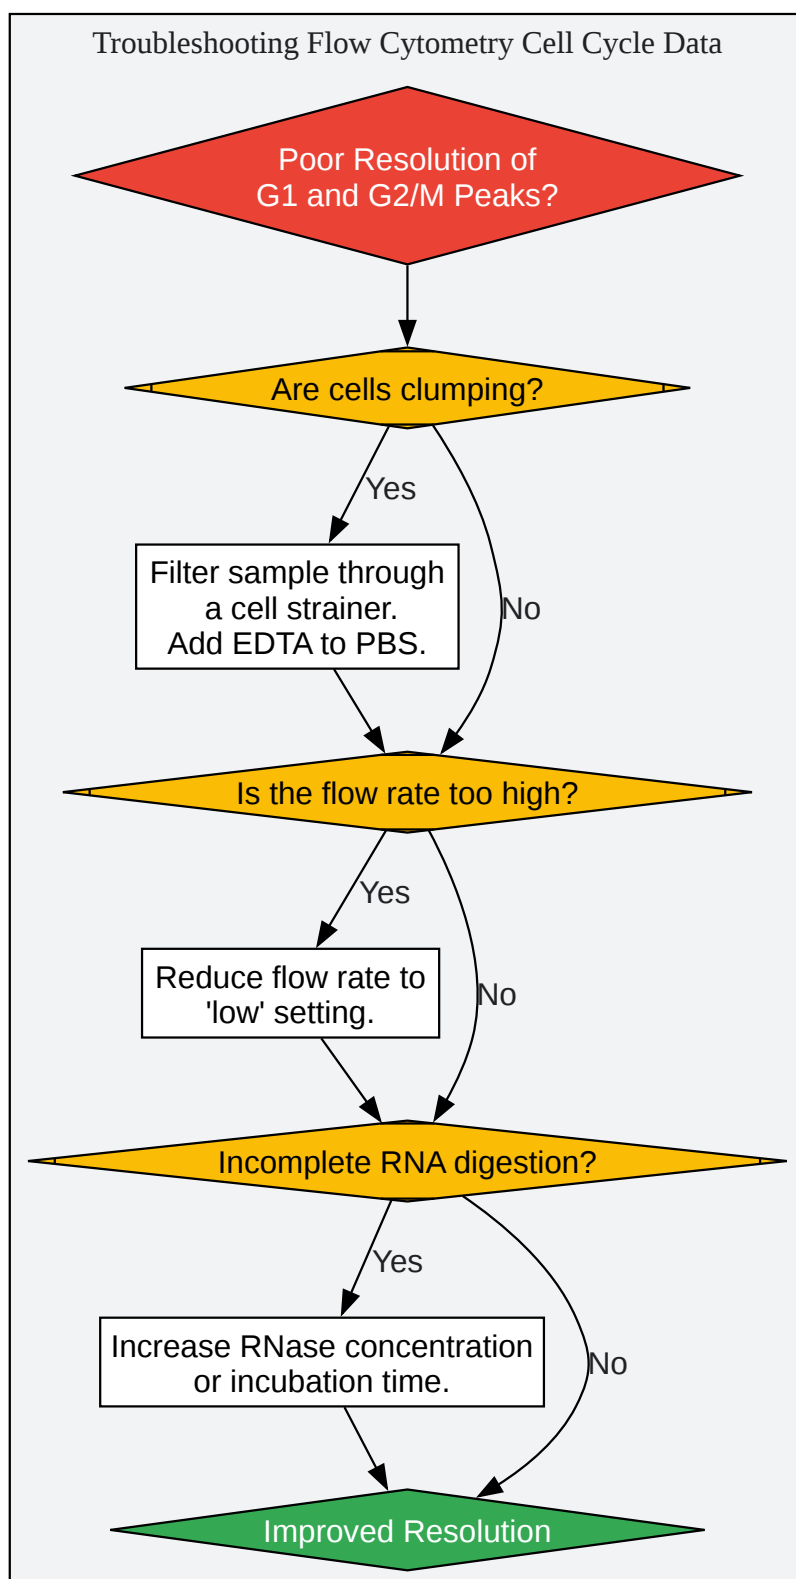 Troubleshooting Flow Cytometry Cell Cycle Data
Poor Resolution of
G1 and G2/M Peaks?
Are cells clumping?
Yes
Filter sample through
a cell strainer.
Add EDTA to PBS.
No
Is the flow rate too high?
Yes
Reduce flow rate to
'low' setting.
No
Incomplete RNA digestion?
Yes
Increase RNase concentration
or incubation time.
No
Improved Resolution